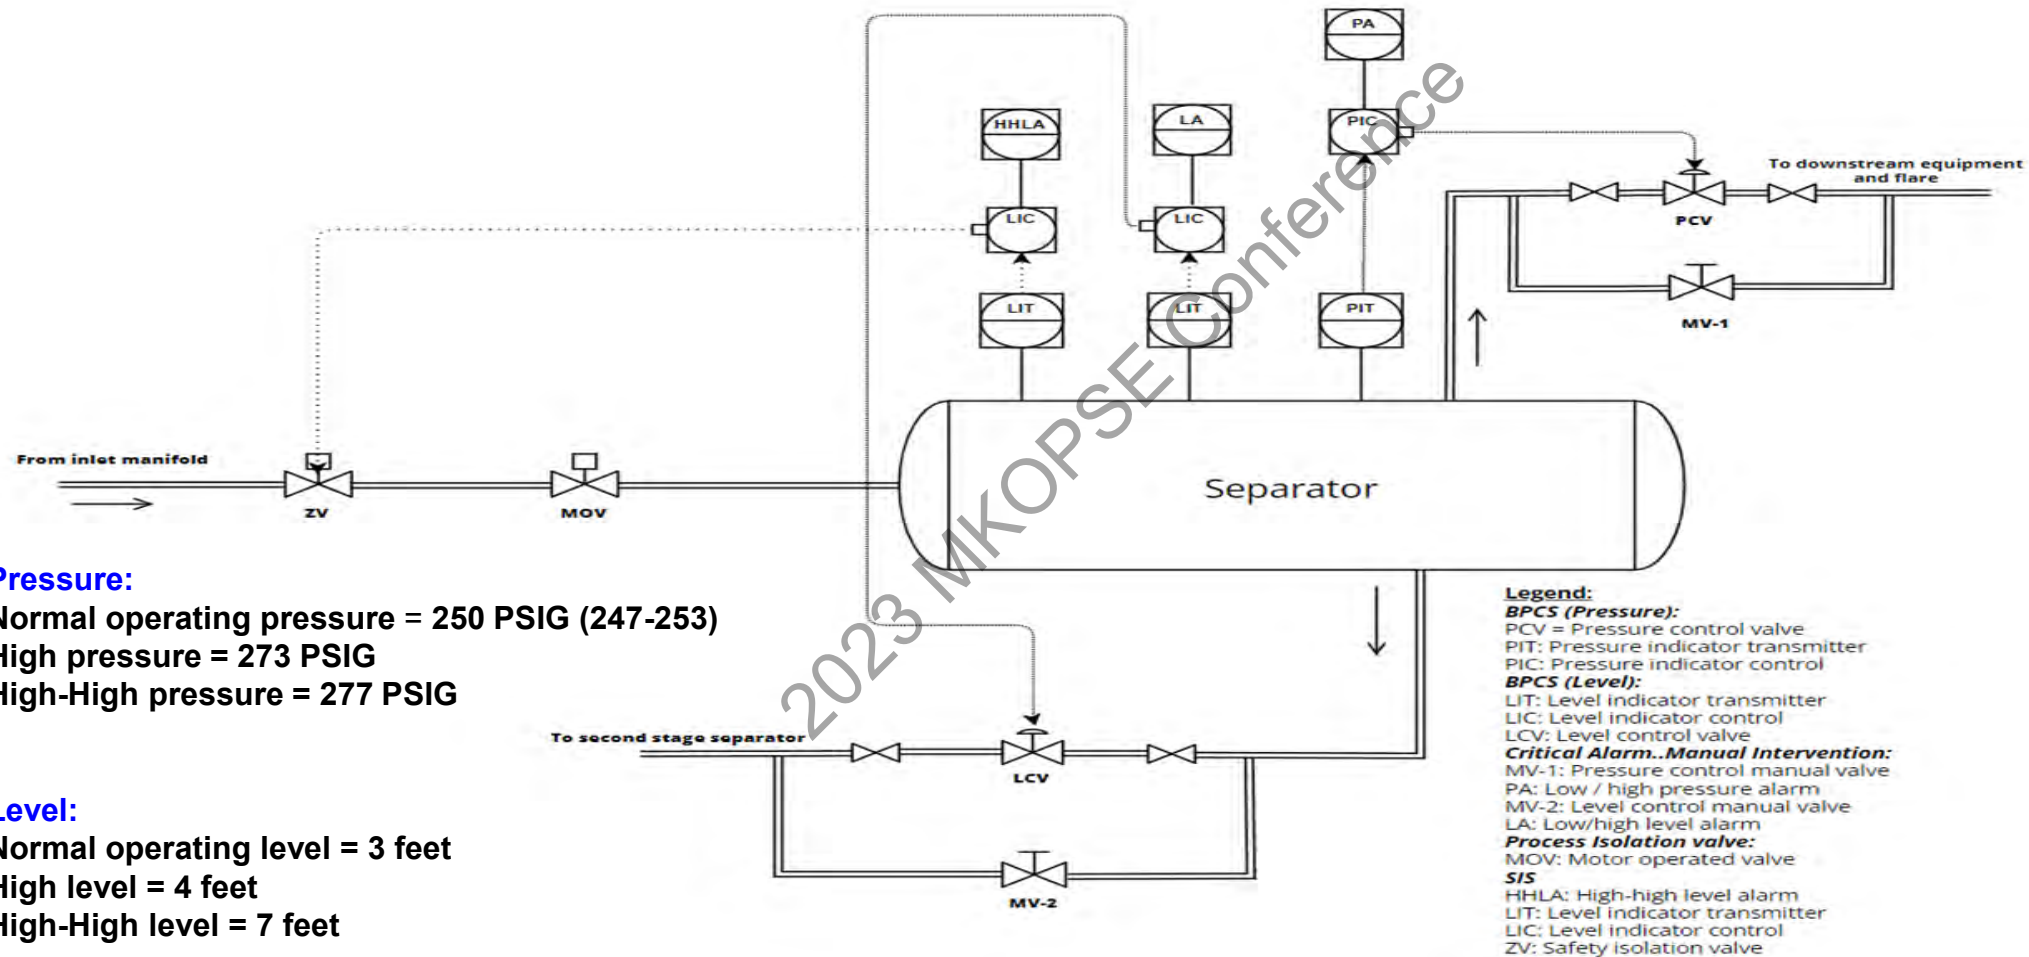 PA
HHLA
LA
PIC
To downstream equipment
and flare
LIC
LIC
PCV
LIT
LIT
PIT
MV-1
From inlet manifold
ZV
MOV
Separator
2023 MKOPSE Conference
Pressure:
Normal operating pressure = 250 PSIG (247-253)
High pressure = 273 PSIG
High-High pressure = 277 PSIG
To second stage separator
LCV
Level:
Normal operating level = 3 feet
High level = 4 feet
High-High level = 7 feet
MV-2
Legend:
BPCS (Pressure):
PCV = Pressure control valve
PIT: Pressure indicator transmitter
PIC: Pressure indicator control
BPCS (Level):
LIT: Level indicator transmitter
LIC: Level indicator control
LCV: Level control valve
Critical Alarm..Manual Intervention:
MV-1: Pressure control manual valve
PA: Low / high pressure alarm
MV-2: Level control manual valve
LA: Low/high level alarm
Process Isolation valve:
MOV: Motor operated valve
SIS
HHLA: High-high level alarm
LIT: Level indicator transmitter
LIC: Level indicator control
ZV: Safety isolation valve